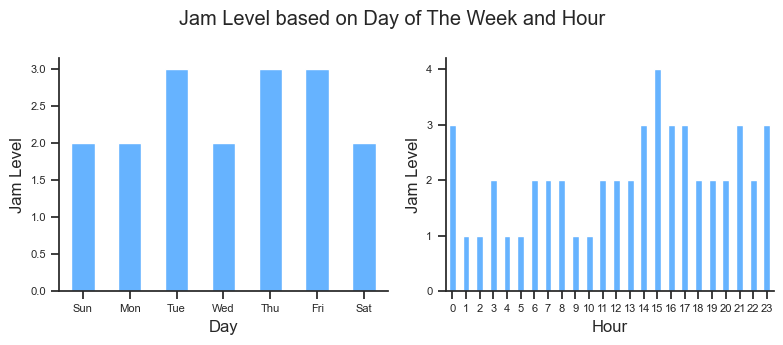 Jam Level based on Day of The Week and Hour
Jam Level
3.0
2.5
2.0
1.5
1.0
0.5
0.0
Sun Mon Tue Wed Thu Fri Sat
Day
Jam Level
4
3
2
1
0
0 1 2 3 4 5 6 7 8 9 10 11 12 13 14 15 16 17 18 19 20 21 22 23
Hour